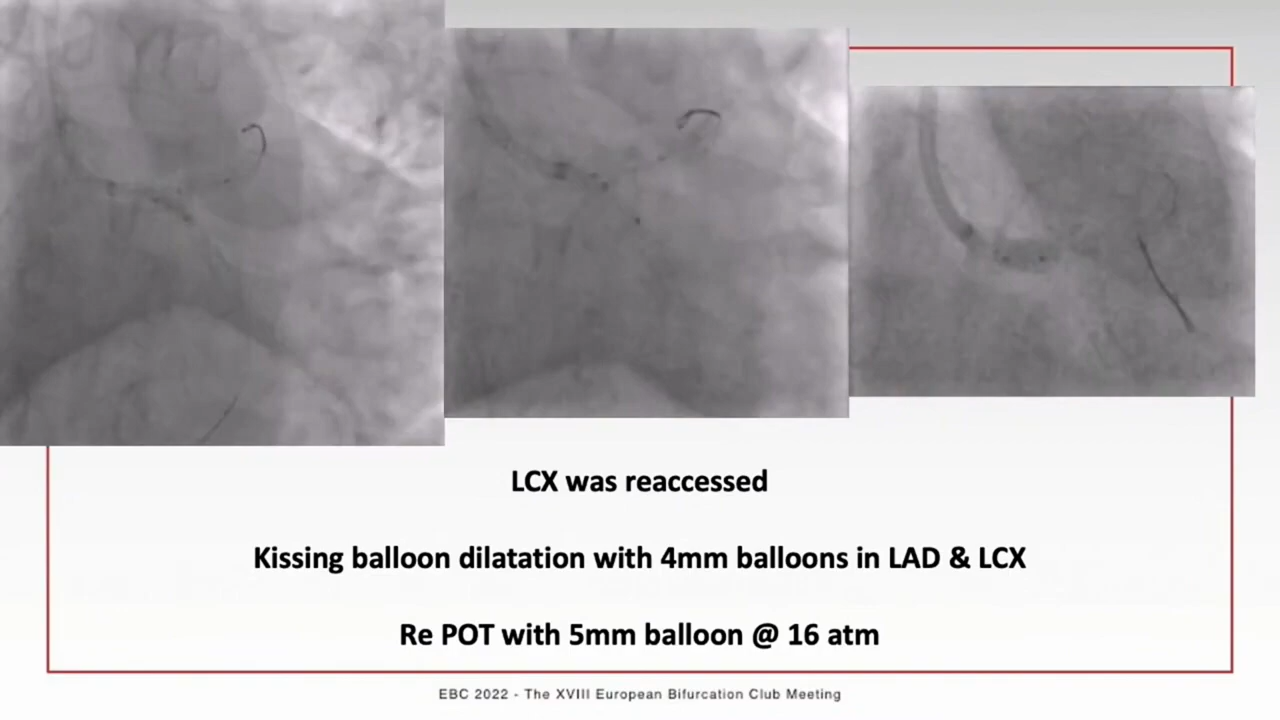 LCX was reaccessed
Kissing balloon dilatation with 4mm balloons in LAD & LCX
Re POT with 5mm balloon @ 16 atm
EBC 2022 - The XVIII European Bifurcation Club Meeting